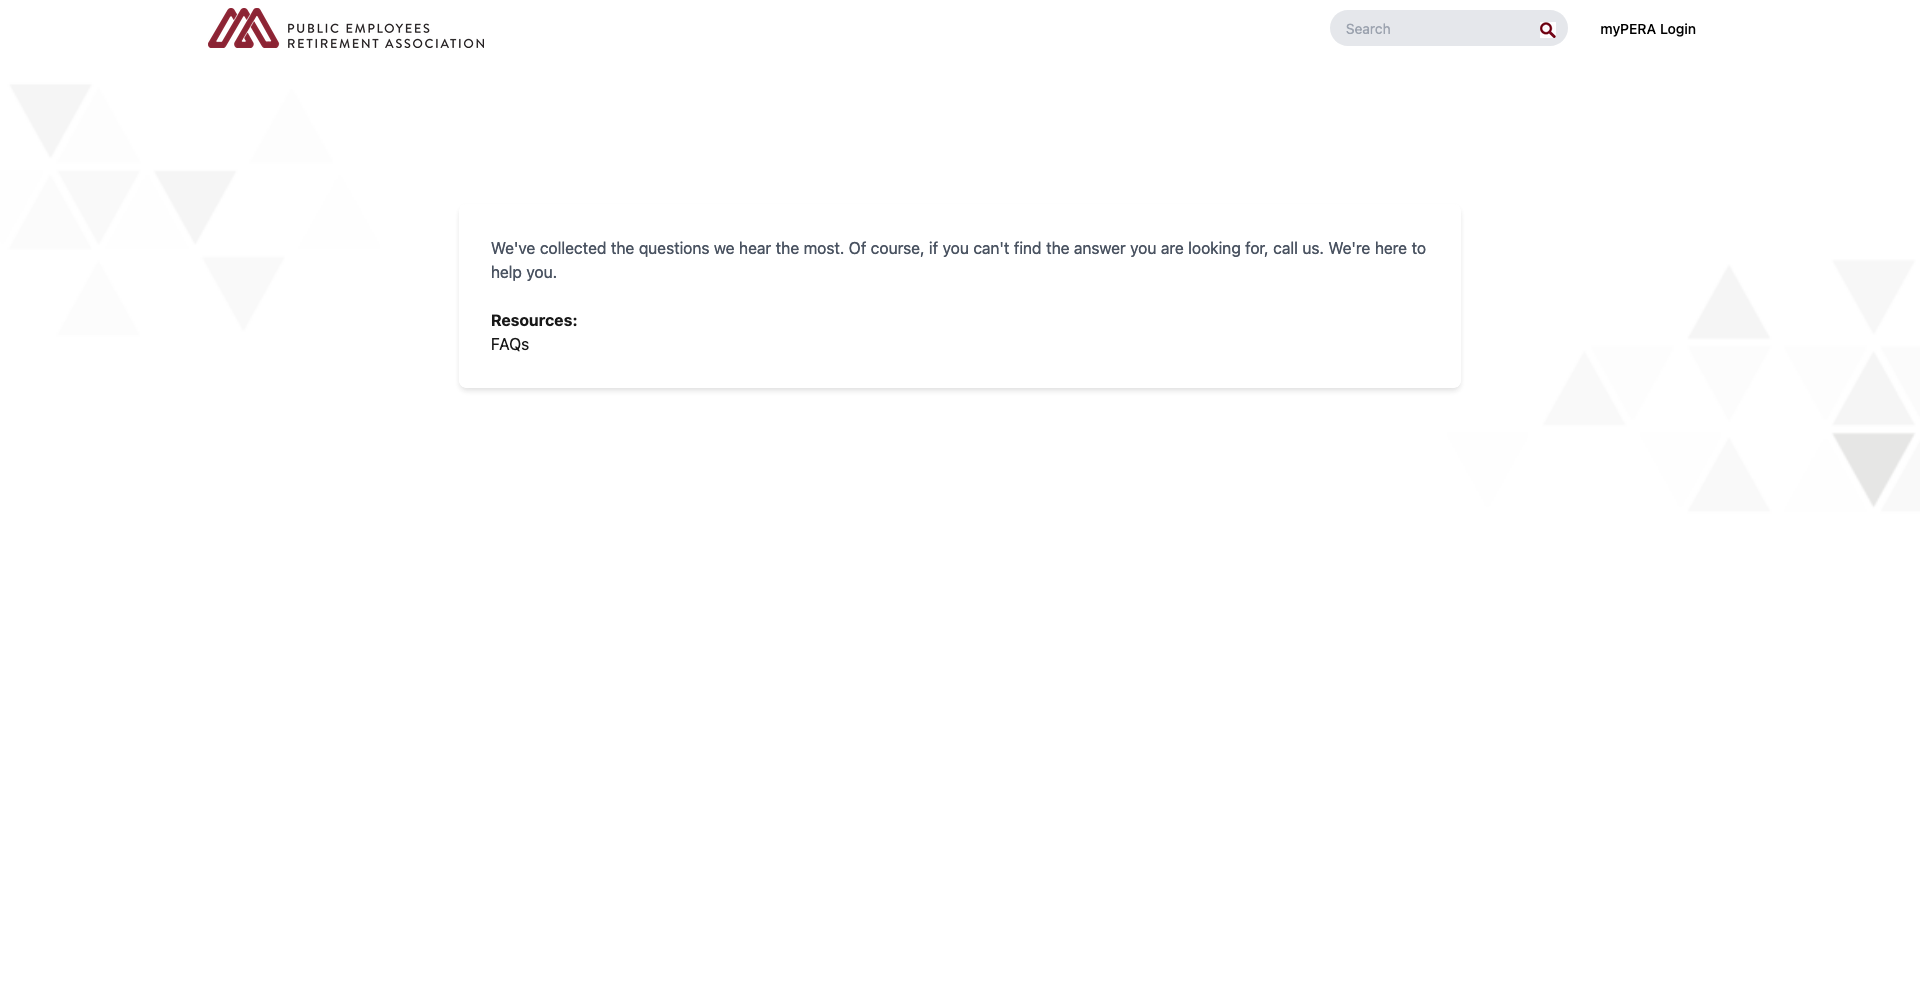 PUBLIC EMPLOYEES
RETIREMENT ASSOCIATION
Search
myPERA Login
We've collected the questions we hear the most. Of course, if you can't find the answer you are looking for, call us. We're here to
help you.
Resources:
FAQs